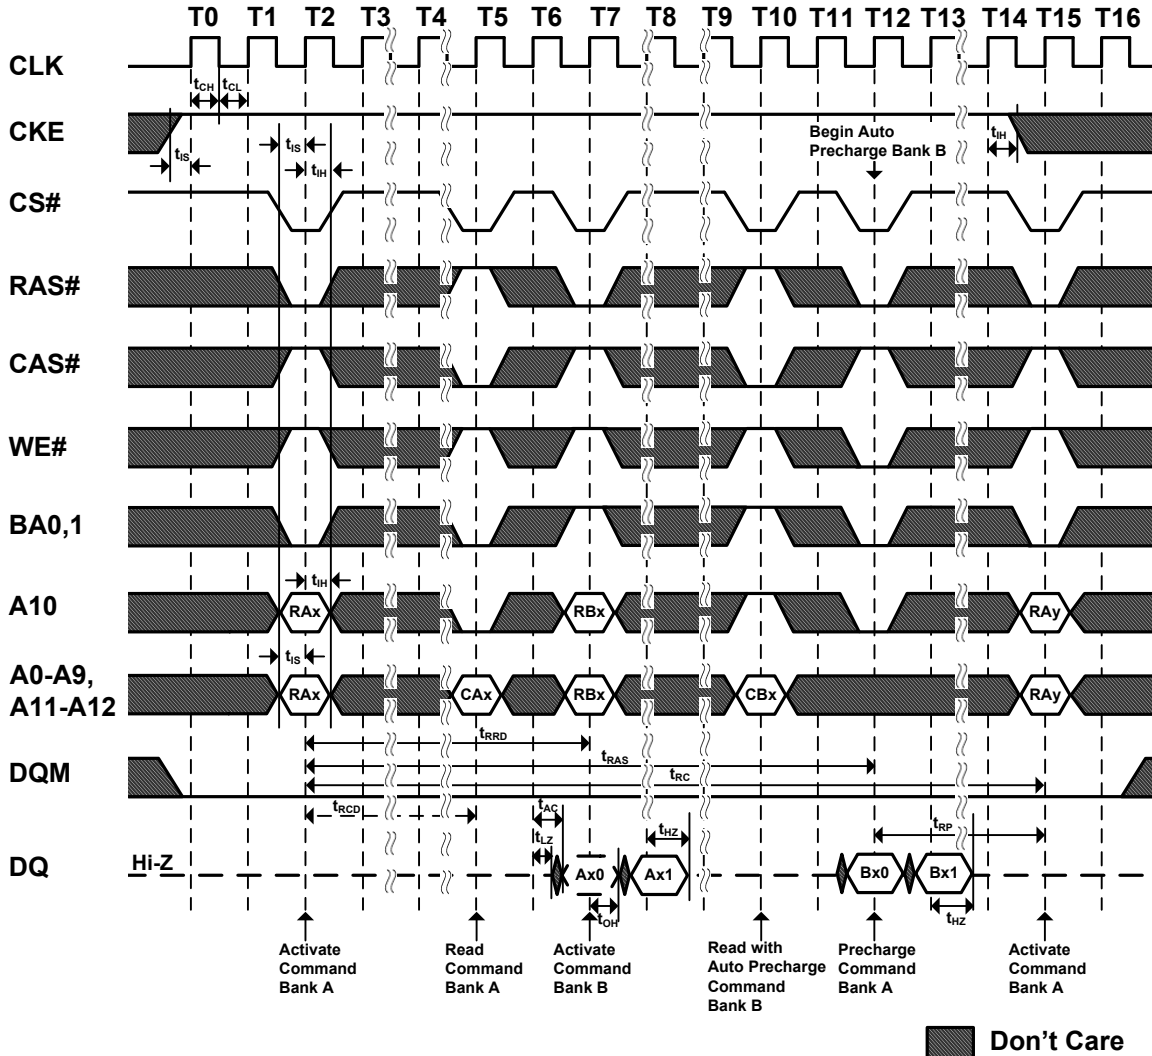 T0 T1 T2 T3 T4 T5 T6 T7 T8 T9 T10 T11 T12 T13 T14 T15 T16
CLK
tCH tCL
CKE
tIS
tIS
tIH
Begin Auto
Precharge Bank B
tIH
CS#
RAS#
CAS#
WE#
BA0,1
tIH
A10
RAx
RBx
RAy
tIS
A0-A9,
A11-A12
RAx
CAx
RBx
CBx
RAy
tRRD
tRAS
tRC
DQM
tRCD
tAC
tLZ
tHZ
tRP
DQ
Hi-Z
Ax0
Ax1
Bx0
Bx1
tOH
tHZ
Activate
Command
Bank A
Read
Command
Bank A
Activate
Command
Bank B
Read with
Auto Precharge
Command
Bank B
Precharge
Command
Bank A
Activate
Command
Bank A
Don't Care